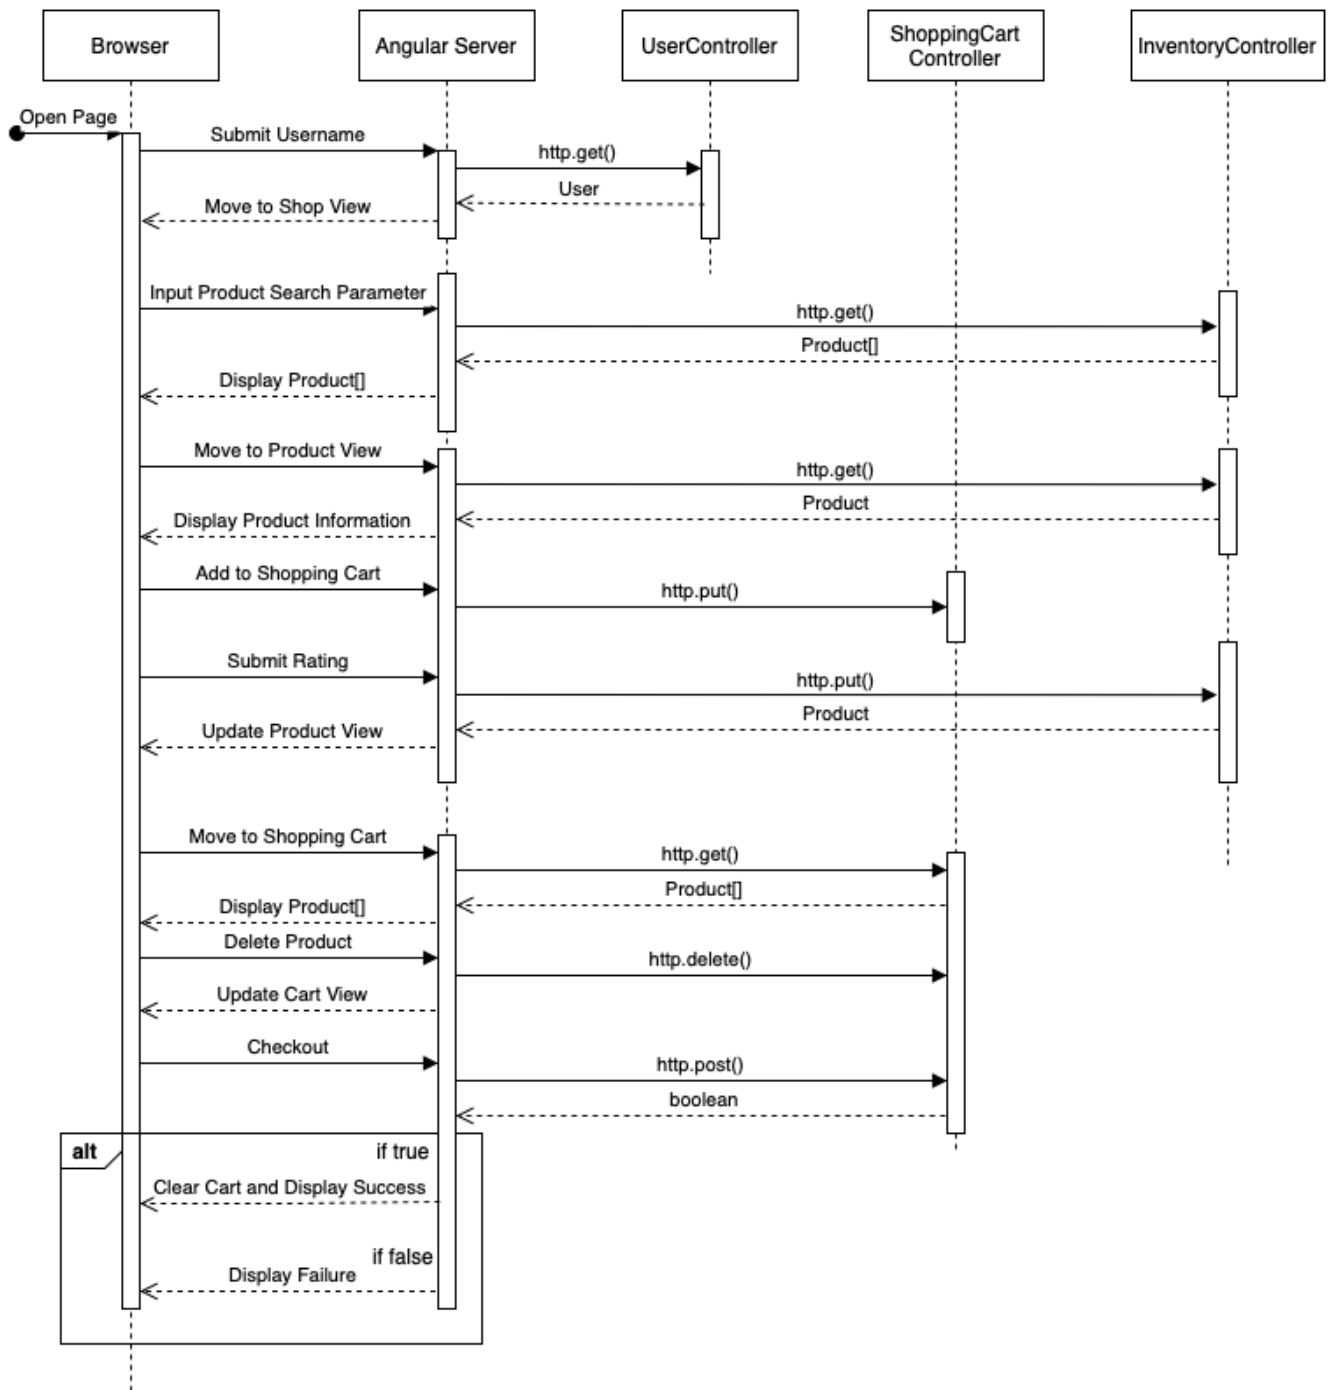 Browser
Angular Server
UserController
ShoppingCart
Controller
InventoryController
Open Page
Submit Username
http.get()
User
Move to Shop View
Input Product Search Parameter
http.get()
Product[]
Display Product[]
Move to Product View
http.get()
Product
Display Product Information
Add to Shopping Cart
http.put()
Submit Rating
http.put()
Product
Update Product View
Move to Shopping Cart
http.get()
Product[]
Display Product[]
Delete Product
http.delete()
Update Cart View
Checkout
http.post()
boolean
alt
if true
Clear Cart and Display Success
if false
Display Failure